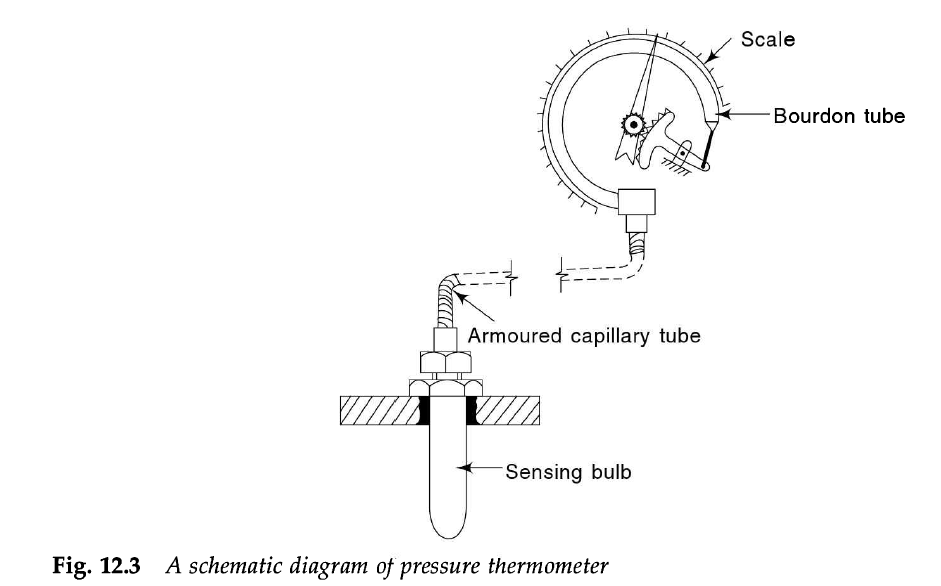 Scale
Bourdon tube
Armoured capillary tube
Sensing bulb
Fig. 12.3 A schematic diagram of pressure thermometer